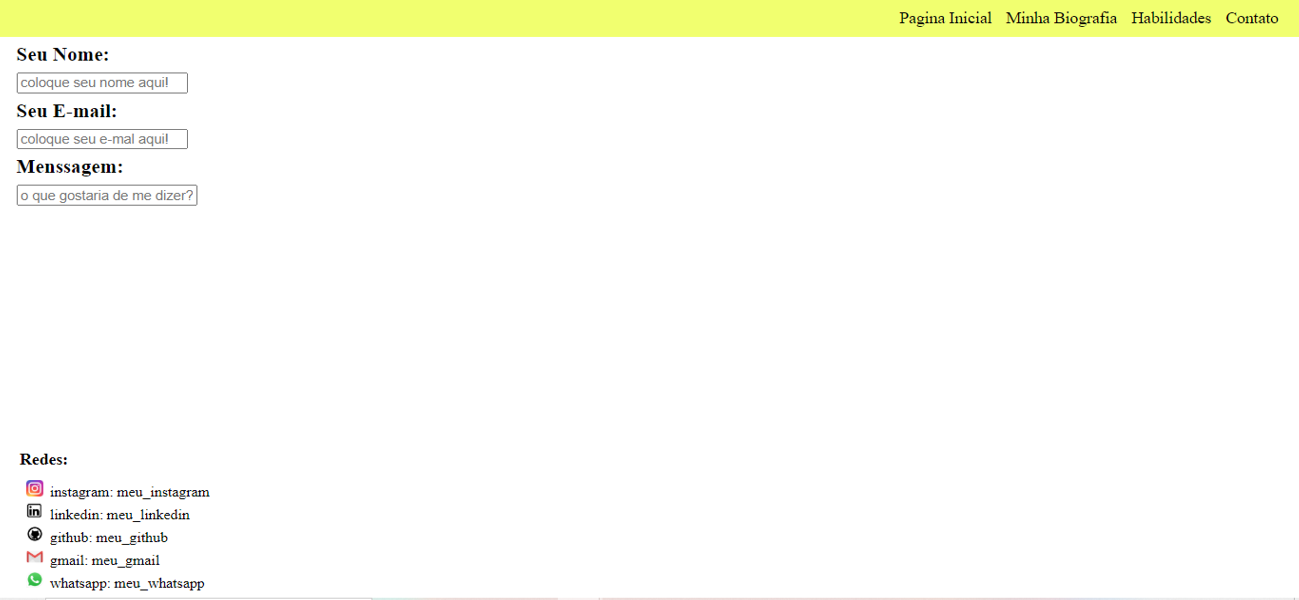 Pagina Inicial Minha Biografia Habilidades Contato
Seu Nome:
coloque seu nome aqui!
Seu E-mail:
coloque seu e-mal aqui!
Menssagem:
o que gostaria de me dizer?
Redes:
instagram: meu_instagram
linkedin: meu_linkedin
github: meu_github
gmail: meu_gmail
whatsapp: meu_whatsapp